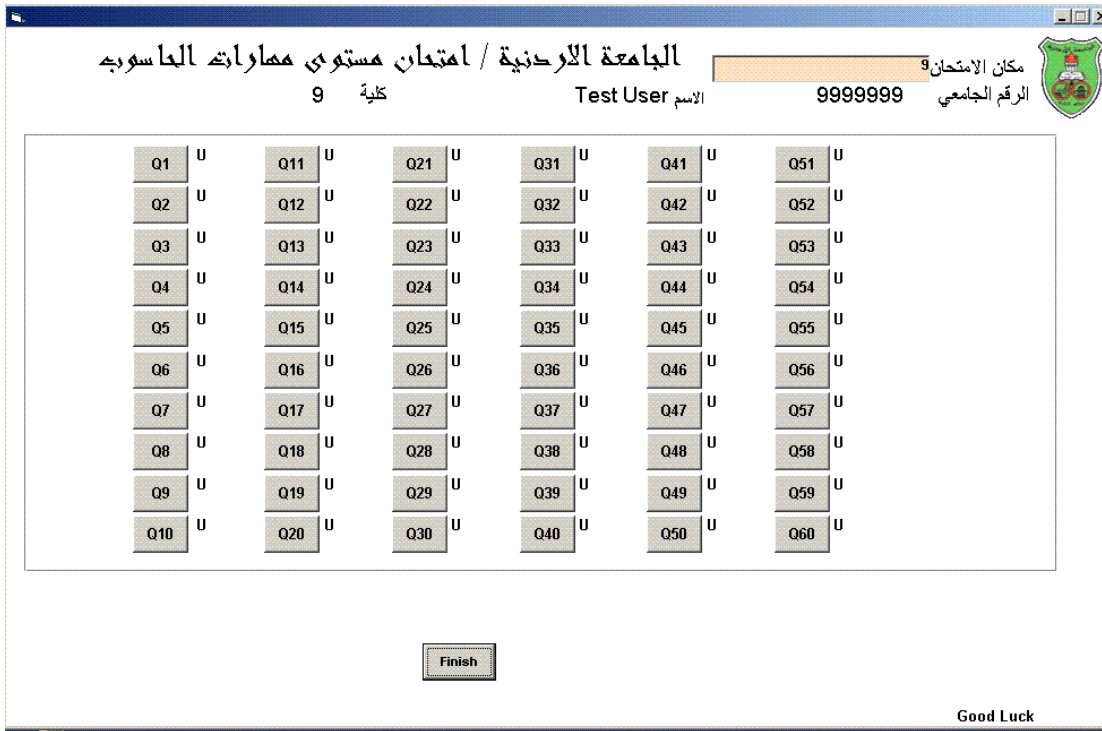 الجامعة الاردنية / امتحان مستوى مهارات الحاسوب
مكان الامتحان 9
الرقم الجامعي 9999999 الاسم Test User كلية 9
Q1 U Q11 U Q21 U Q31 U Q41 U Q51 U
Q2 U Q12 U Q22 U Q32 U Q42 U Q52 U
Q3 U Q13 U Q23 U Q33 U Q43 U Q53 U
Q4 U Q14 U Q24 U Q34 U Q44 U Q54 U
Q5 U Q15 U Q25 U Q35 U Q45 U Q55 U
Q6 U Q16 U Q26 U Q36 U Q46 U Q56 U
Q7 U Q17 U Q27 U Q37 U Q47 U Q57 U
Q8 U Q18 U Q28 U Q38 U Q48 U Q58 U
Q9 U Q19 U Q29 U Q39 U Q49 U Q59 U
Q10 U Q20 U Q30 U Q40 U Q50 U Q60 U
Finish
Good Luck